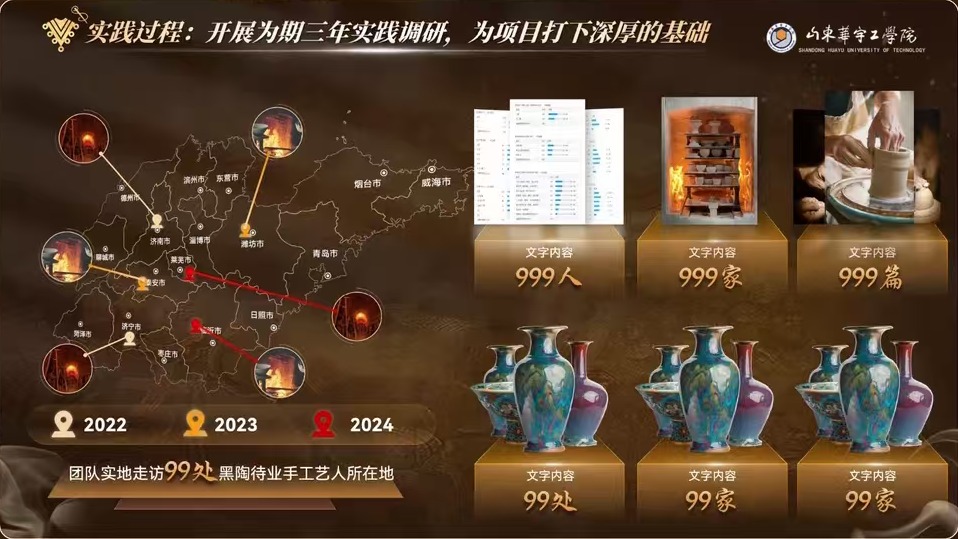 实践过程：开展为期三年实践调研，为项目打下深厚的基础
山东华宇工學院
SHANDONG HUAYU UNIVERSITY OF TECHNOLOGY
滨州市
东营市
烟台市
威海市
德州市
济南市
淄博市
潍坊市
青岛市
聊城市
莱芜市
泰安市
日照市
菏泽市
济宁市
沂市
枣庄市
2022
2023
2024
团队实地走访99处黑陶待业手工艺人所在地
文字内容
999人
文字内容
999家
文字内容
999篇
文字内容
99处
文字内容
99家
文字内容
99家